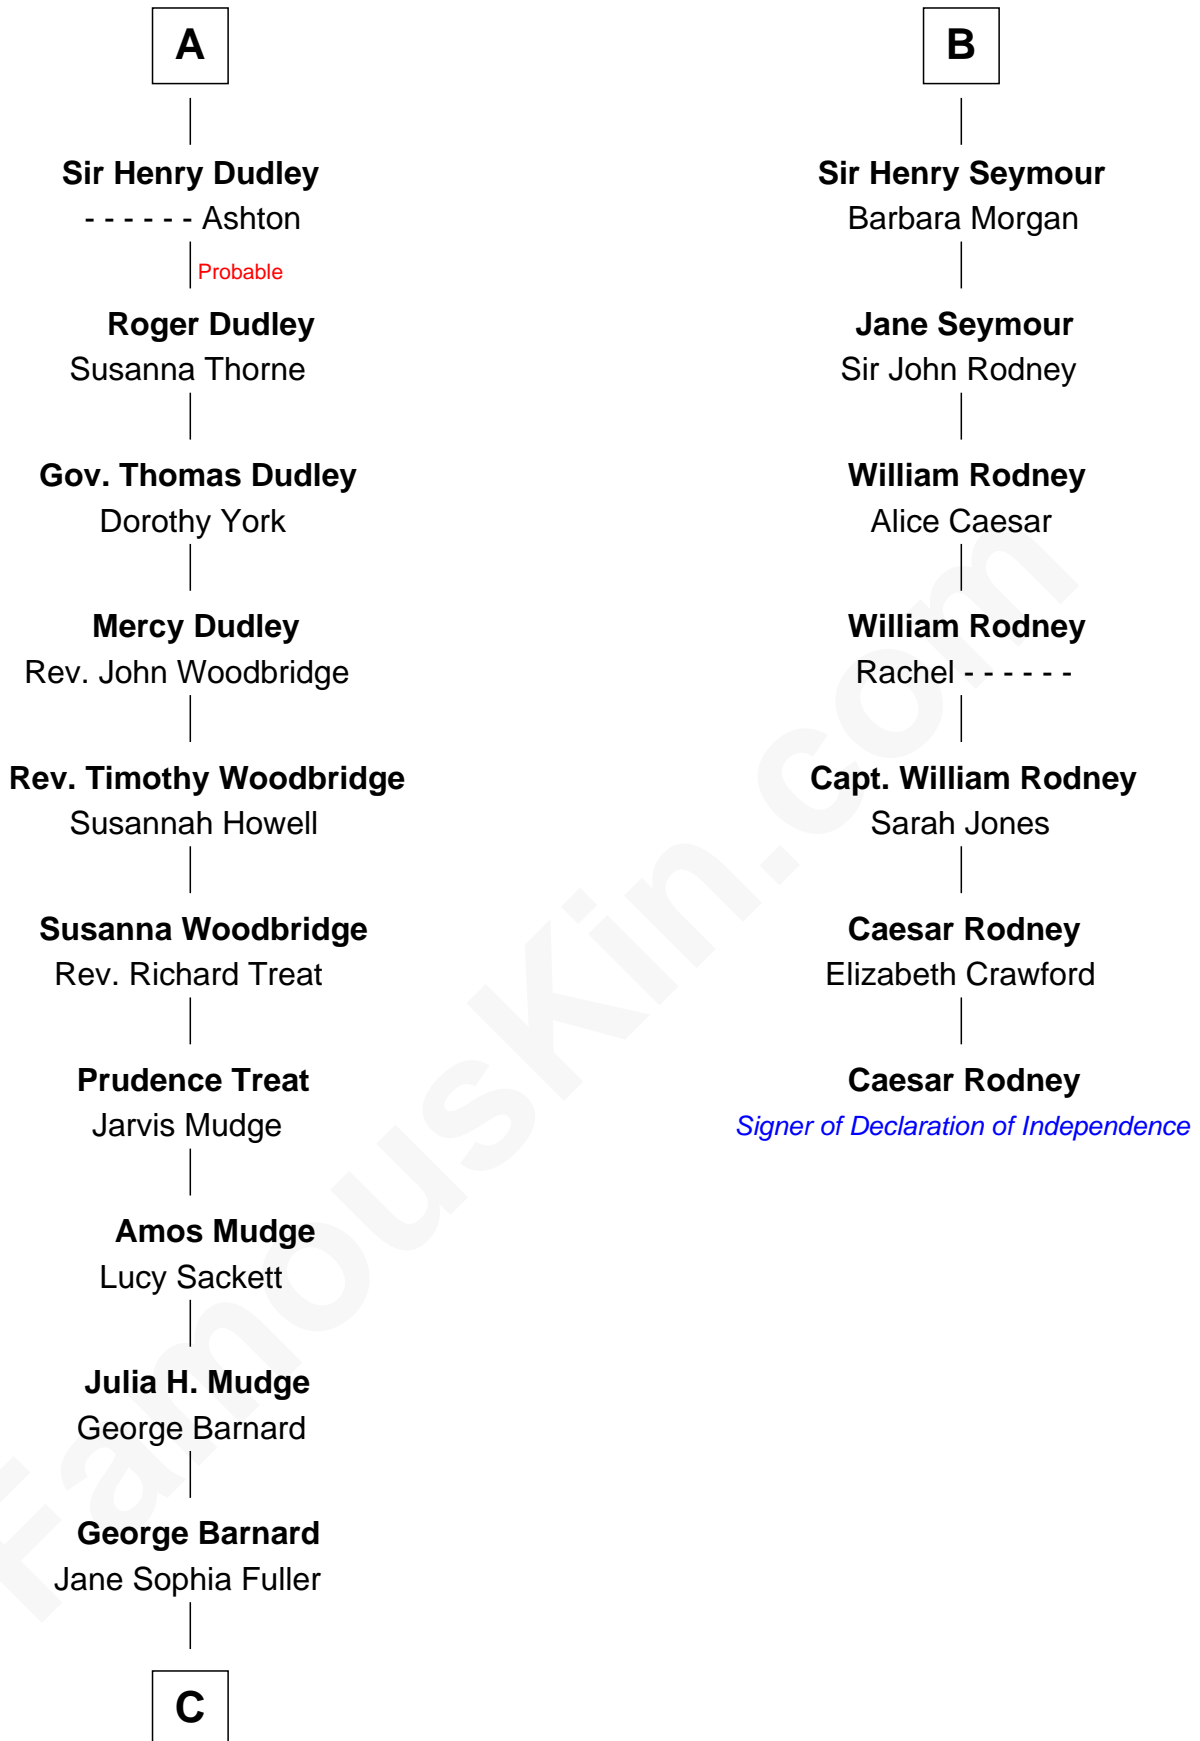 A
Sir Henry Dudley
- - - - - - Ashton
Probable
Roger Dudley
Susanna Thorne
Gov. Thomas Dudley
Dorothy York
Mercy Dudley
Rev. John Woodbridge
Rev. Timothy Woodbridge
Susannah Howell
Susanna Woodbridge
Rev. Richard Treat
Prudence Treat
Jarvis Mudge
Amos Mudge
Lucy Sackett
Julia H. Mudge
George Barnard
George Barnard
Jane Sophia Fuller
C
B
Sir Henry Seymour
Barbara Morgan
Jane Seymour
Sir John Rodney
William Rodney
Alice Caesar
William Rodney
Rachel - - - - - -
Capt. William Rodney
Sarah Jones
Caesar Rodney
Elizabeth Crawford
Caesar Rodney
Signer of Declaration of Independence
FamousKin.com